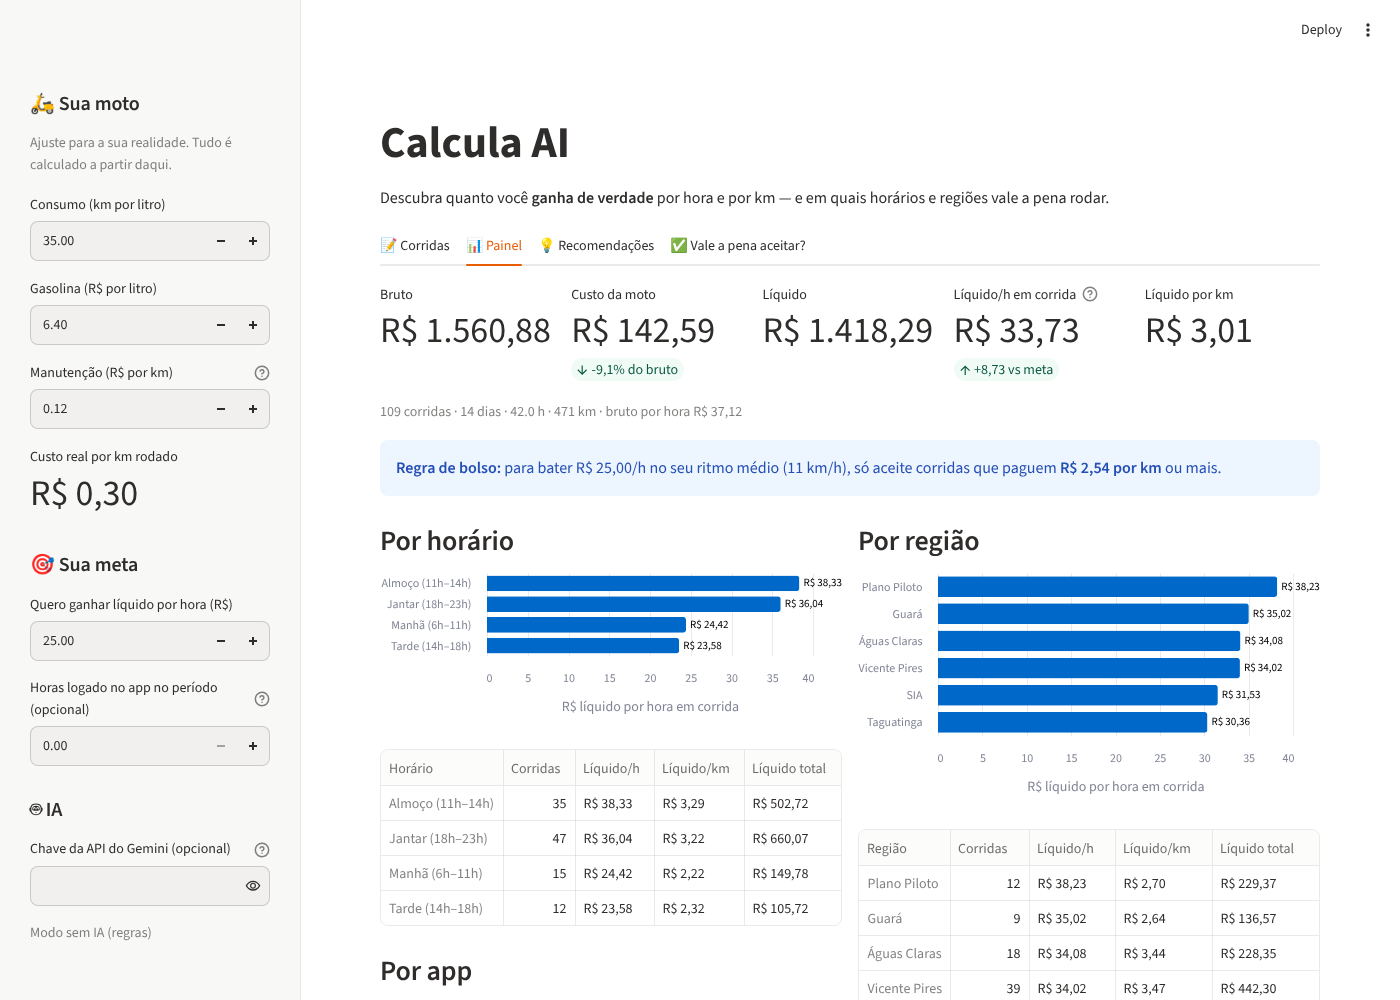 Deploy
Sua moto
Ajuste para a sua realidade. Tudo é
calculado a partir daqui.
Consumo (km por litro)
35.00
Gasolina (R$ por litro)
6.40
Manutenção (R$ por km)
0.12
Custo real por km rodado
R$ 0,30
Sua meta
Quero ganhar líquido por hora (R$)
25.00
Horas logado no app no período
(opcional)
0.00
IA
Chave da API do Gemini (opcional)
Modo sem IA (regras)
Calcula AI
Descubra quanto você ganha de verdade por hora e por km — e em quais horários e regiões vale a pena rodar.
Corridas Painel Recomendações Vale a pena aceitar?
Bruto Custo da moto Líquido Líquido/h em corrida Líquido por km
R$ 1.560,88 R$ 142,59 R$ 1.418,29 R$ 33,73 R$ 3,01
↓ -9,1% do bruto ↑ +8,73 vs meta
109 corridas · 14 dias · 42.0 h · 471 km · bruto por hora R$ 37,12
Regra de bolso: para bater R$ 25,00/h no seu ritmo médio (11 km/h), só aceite corridas que paguem R$ 2,54 por km ou mais.
Por horário
Almoço (11h–14h) R$ 38,33
Jantar (18h–23h) R$ 36,04
Manhã (6h–11h) R$ 24,42
Tarde (14h–18h) R$ 23,58
0 5 10 15 20 25 30 35 40
R$ líquido por hora em corrida
Horário Corridas Líquido/h Líquido/km Líquido total
Almoço (11h–14h) 35 R$ 38,33 R$ 3,29 R$ 502,72
Jantar (18h–23h) 47 R$ 36,04 R$ 3,22 R$ 660,07
Manhã (6h–11h) 15 R$ 24,42 R$ 2,22 R$ 149,78
Tarde (14h–18h) 12 R$ 23,58 R$ 2,32 R$ 105,72
Por app
Por região
Plano Piloto R$ 38,23
Guará R$ 35,02
Águas Claras R$ 34,08
Vicente Pires R$ 34,02
SIA R$ 31,53
Taguatinga R$ 30,36
0 5 10 15 20 25 30 35 40
R$ líquido por hora em corrida
Região Corridas Líquido/h Líquido/km Líquido total
Plano Piloto 12 R$ 38,23 R$ 2,70 R$ 229,37
Guará 9 R$ 35,02 R$ 2,64 R$ 136,57
Águas Claras 18 R$ 34,08 R$ 3,44 R$ 228,35
Vicente Pires 39 R$ 34,02 R$ 3,47 R$ 442,30